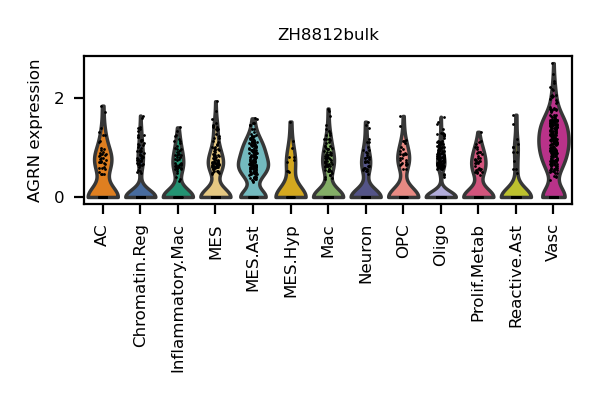 ZH8812bulk
AGRN expression
2
0
AC
Chromatin.Reg
Inflammatory.Mac
MES
MES.Ast
MES.Hyp
Mac
Neuron
OPC
Oligo
Prolif.Metab
Reactive.Ast
Vasc